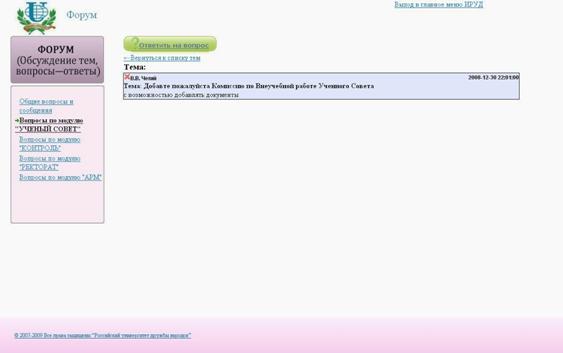 Форум
Выход в главное меню ИРУД
ФОРУМ
(Обсуждение тем,
вопросы—ответы)
Общие вопросы и
сообщения
Вопросы по модулю
"УЧЕНЫЙ СОВЕТ"
Вопросы по модулю
"КОНТРОЛЬ"
Вопросы по модулю
"РЕКТОРАТ"
Вопросы по модулю "АРМ"
Ответить на вопрос
<-Вернуться к списку тем
Тема:
2008-12-30 22:01:00
Тема: Добавте пожалуйста Комиссию по Внеучебной работе Ученного Совета
с возможностью добавлять документы
© 2007-2009 Все права защищены "Российский университет дружбы народов"